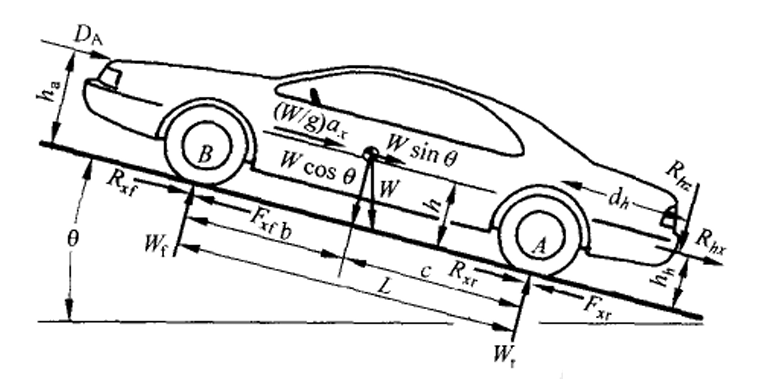 D_A
h_a
(W/g)a_x
W sin θ
B
W cos θ
W
R_hz
d_h
R_xf
h
A
R_hx
θ
W_f
F_xf
b
c
R_xr
h_h
L
F_xr
W_r